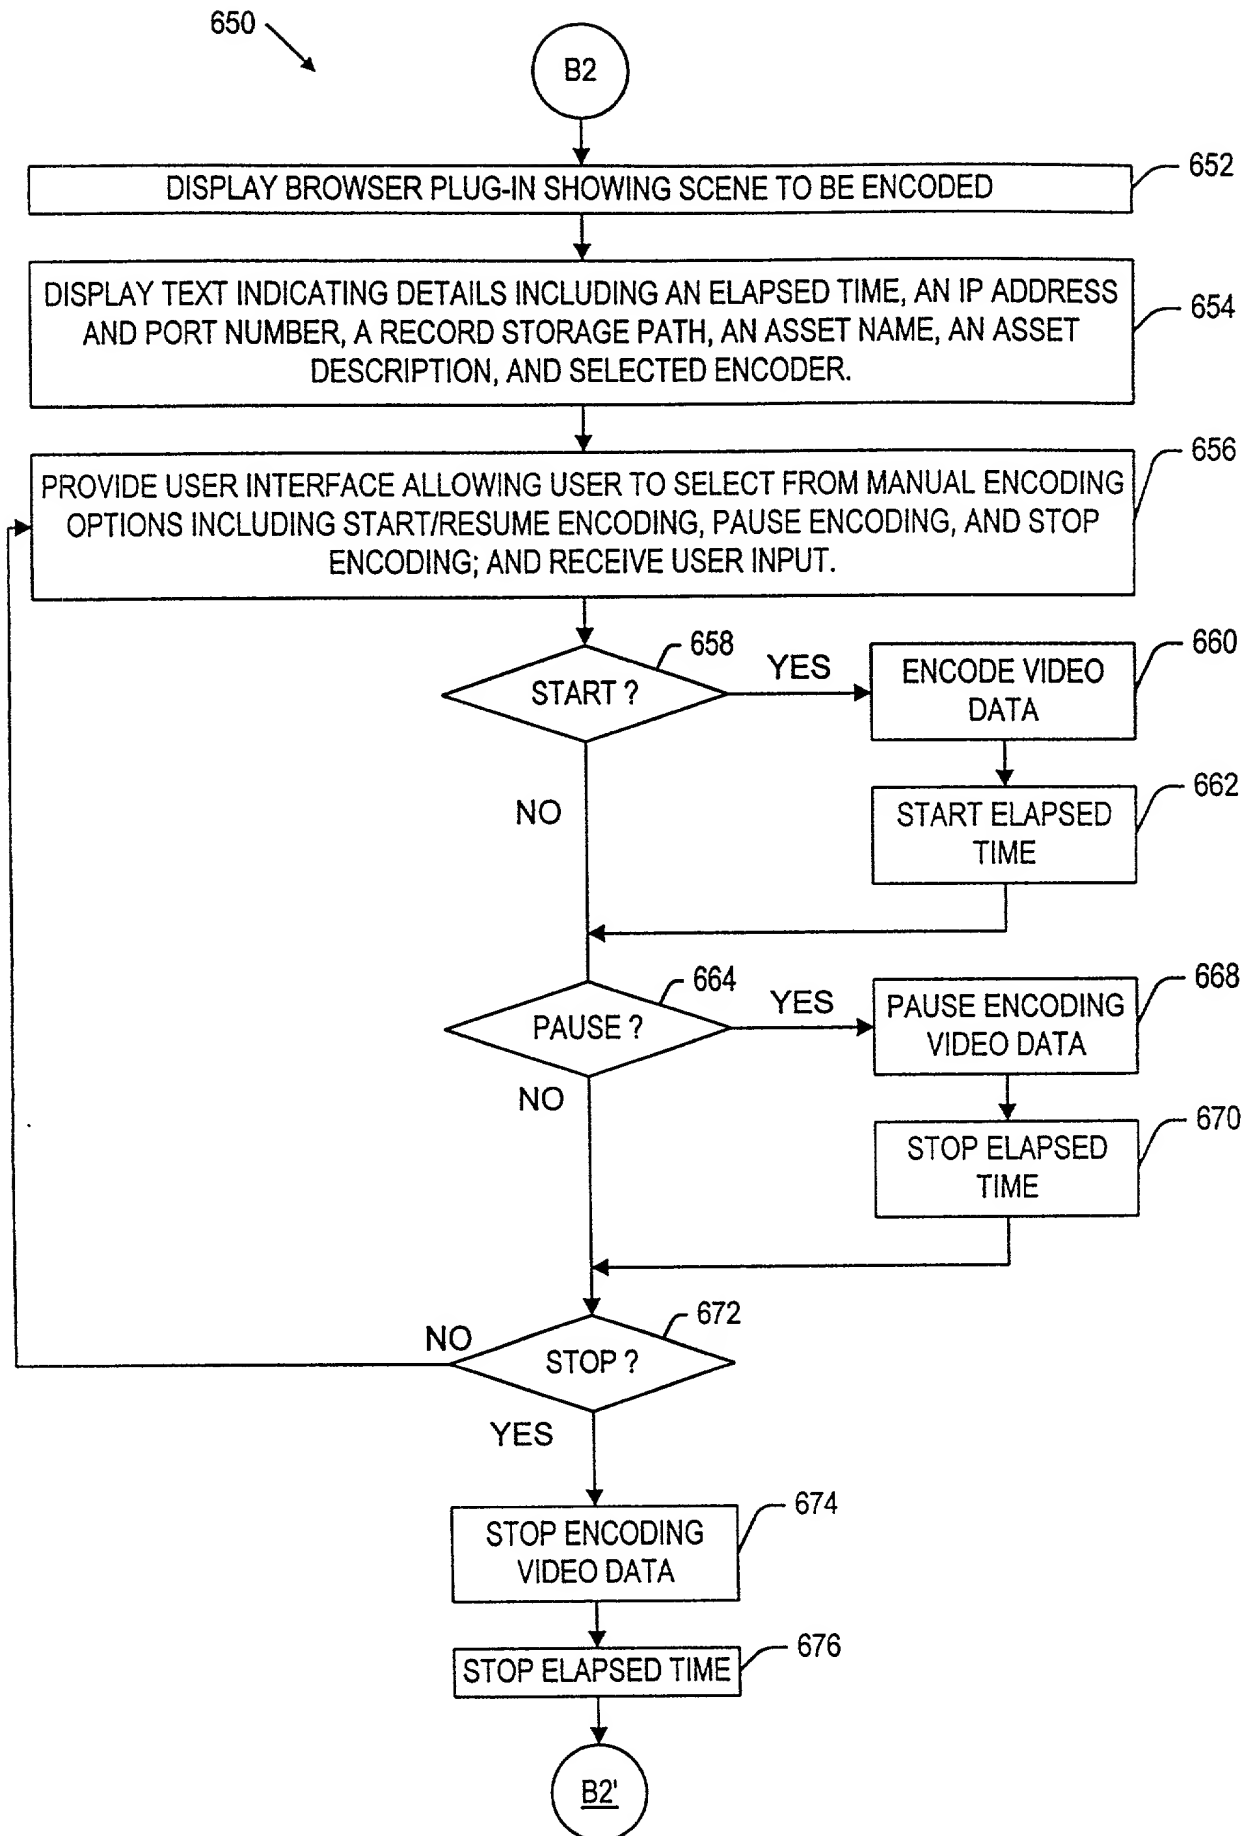 650
B2
652
DISPLAY BROWSER PLUG-IN SHOWING SCENE TO BE ENCODED
654
DISPLAY TEXT INDICATING DETAILS INCLUDING AN ELAPSED TIME, AN IP ADDRESS
AND PORT NUMBER, A RECORD STORAGE PATH, AN ASSET NAME, AN ASSET
DESCRIPTION, AND SELECTED ENCODER.
656
PROVIDE USER INTERFACE ALLOWING USER TO SELECT FROM MANUAL ENCODING
OPTIONS INCLUDING START/RESUME ENCODING, PAUSE ENCODING, AND STOP
ENCODING; AND RECEIVE USER INPUT.
658
START ?
YES
660
ENCODE VIDEO
DATA
NO
662
START ELAPSED
TIME
664
PAUSE ?
YES
668
PAUSE ENCODING
VIDEO DATA
NO
670
STOP ELAPSED
TIME
672
NO
STOP ?
YES
674
STOP ENCODING
VIDEO DATA
676
STOP ELAPSED TIME
B2'